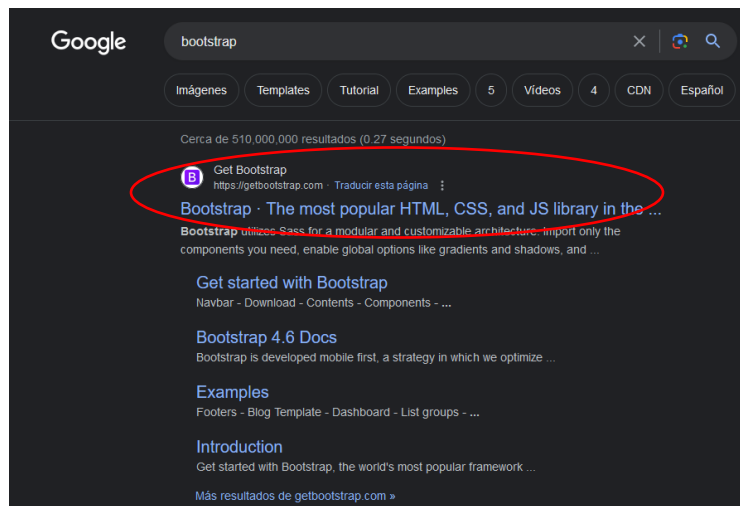 Google
bootstrap
Imágenes Templates Tutorial Examples 5 Vídeos 4 CDN Español
Cerca de 510,000,000 resultados (0.27 segundos)
B
Get Bootstrap
https://getbootstrap.com · Traducir esta página
Bootstrap · The most popular HTML, CSS, and JS library in the ...
Bootstrap utilizes Sass for a modular and customizable architecture. Import only the
components you need, enable global options like gradients and shadows, and ...
Get started with Bootstrap
Navbar - Download - Contents - Components - ...
Bootstrap 4.6 Docs
Bootstrap is developed mobile first, a strategy in which we optimize ...
Examples
Footers - Blog Template - Dashboard - List groups - ...
Introduction
Get started with Bootstrap, the world's most popular framework ...
Más resultados de getbootstrap.com »